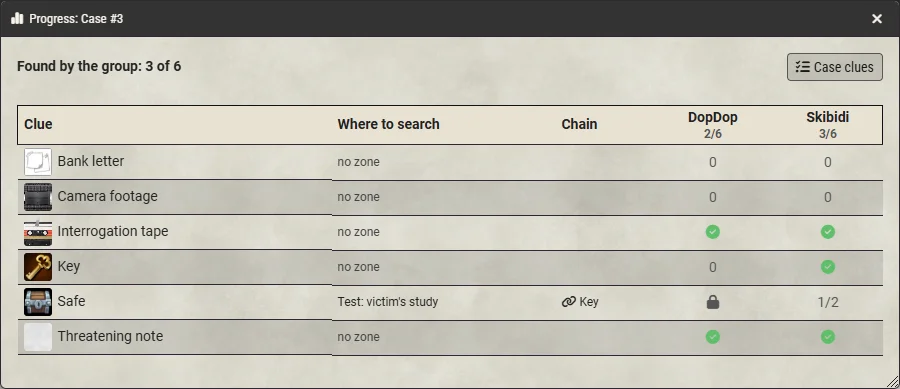 Progress: Case #3
Found by the group: 3 of 6
Case clues
Clue Where to search Chain DopDop Skibidi
2/6 3/6
Bank letter no zone 0 0
Camera footage no zone 0 0
Interrogation tape no zone
Key no zone 0
Safe Test: victim's study Key 1/2
Threatening note no zone